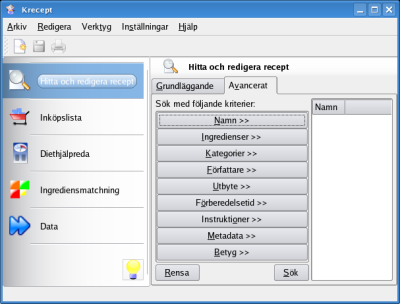 Krecept
Arkiv Redigera Verktyg Inställningar Hjälp
Hitta och redigera recept
Inköpslista
Diethjälpreda
Ingrediensmatchning
Data
Hitta och redigera recept
Grundläggande Avancerat
Sök med följande kriterier:
Namn >>
Ingredienser >>
Kategorier >>
Författare >>
Utbyte >>
Förberedelsetid >>
Instruktioner >>
Metadata >>
Betyg >>
Rensa Sök
Namn